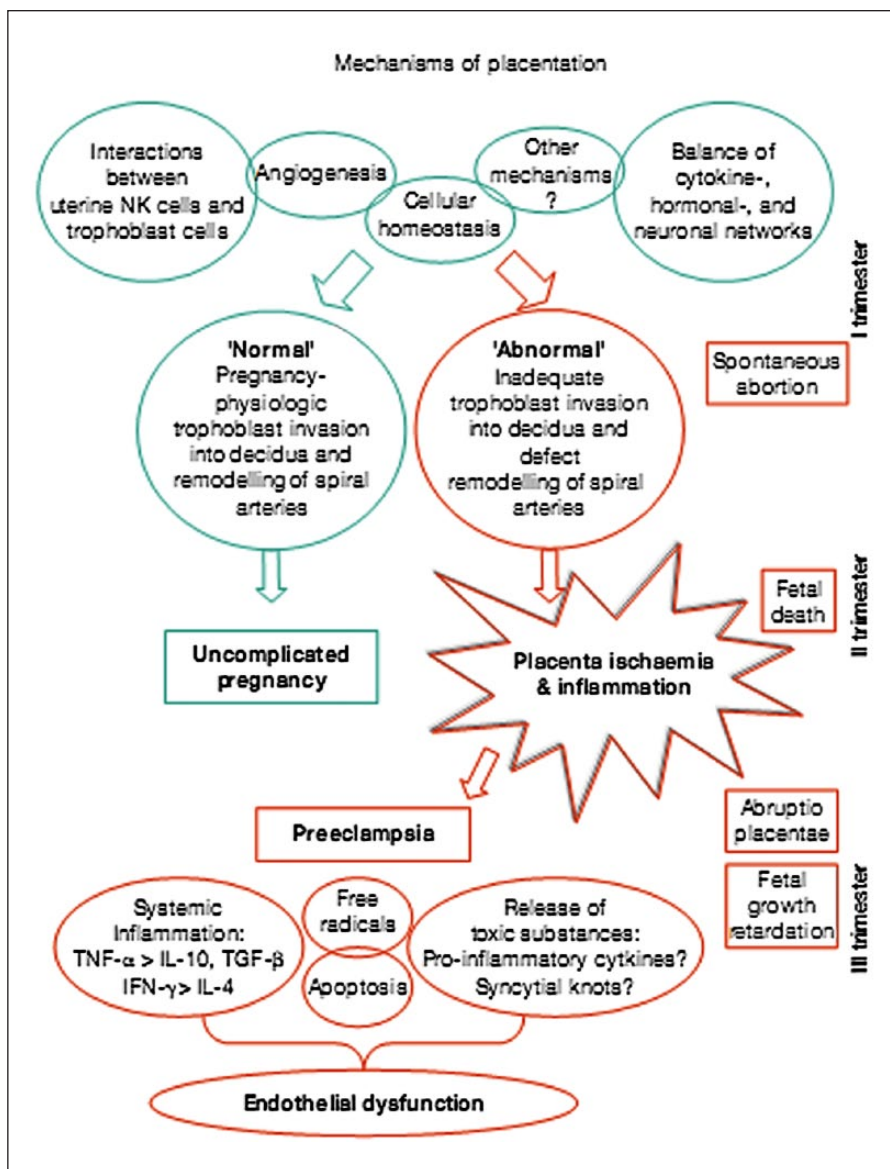 Mechanisms of placentation
Interactions
between
uterine NK cells and
trophoblast cells
Angiogenesis
Cellular
homeostasis
Other
mechanisms
?
Balance of
cytokine-,
hormonal-, and
neuronal networks
I trimester
'Normal'
Pregnancy-
physiologic
trophoblast invasion
into decidua and
remodelling of spiral
arteries
'Abnormal'
Inadequate
trophoblast invasion
into decidua and
defect
remodelling of spiral
arteries
Spontaneous
abortion
II trimester
Uncomplicated
pregnancy
Placenta ischaemia
& inflammation
Fetal
death
Preeclampsia
Abruptio
placentae
Fetal
growth
retardation
III trimester
Systemic
Inflammation:
TNF-α > IL-10, TGF-β
IFN-γ> IL-4
Free
radicals
Apoptosis
Release of
toxic substances:
Pro-inflammatory cytkines?
Syncytial knots?
Endothelial dysfunction